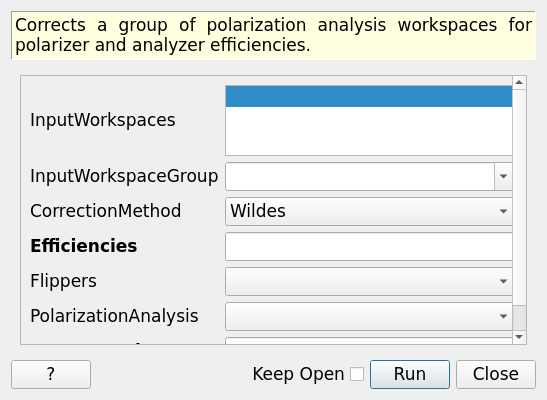 Corrects a group of polarization analysis workspaces for
polarizer and analyzer efficiencies.
InputWorkspaces
InputWorkspaceGroup
CorrectionMethod Wildes
Efficiencies
Flippers
PolarizationAnalysis
? Keep Open Run Close